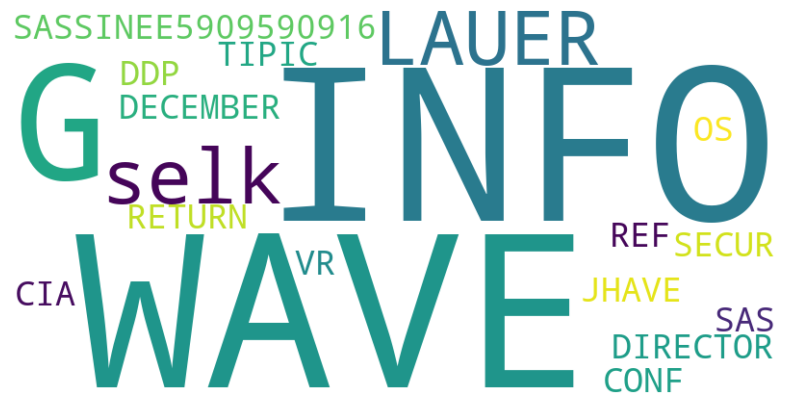 SASSINEE5909590916
LAUER
TIPIC
DDP
G
INFO
OS
DECEMBER
selk
RETURN
REF
SECUR
WAVE
VR
CIA
JHAVE
SAS
DIRECTOR
CONF